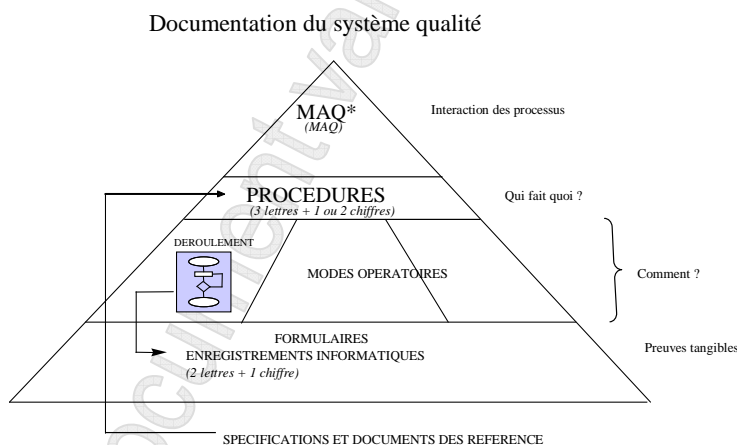 Documentation du système qualité
MAQ*
(MAQ)
Interaction des processus
PROCEDURES
(3 lettres + 1 ou 2 chiffres)
Qui fait quoi ?
DEROULEMENT
MODES OPERATOIRES
Comment ?
FORMULAIRES
ENREGISTREMENTS INFORMATIQUES
(2 lettres + 1 chiffre)
Preuves tangibles
SPECIFICATIONS ET DOCUMENTS DES REFERENCE